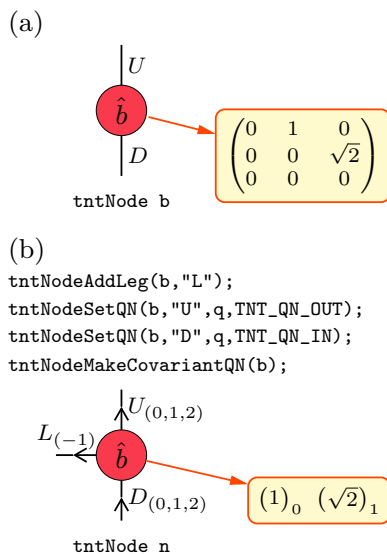 (a)
U
b̂
D
tntNode b
0 1 0
0 0 √2
0 0 0
(b)
tntNodeAddLeg(b,"L");
tntNodeSetQN(b,"U",q,TNT_QN_OUT);
tntNodeSetQN(b,"D",q,TNT_QN_IN);
tntNodeMakeCovariantQN(b);
U(0,1,2)
L(−1)
b̂
D(0,1,2)
(1)₀ (√2)₁
tntNode n